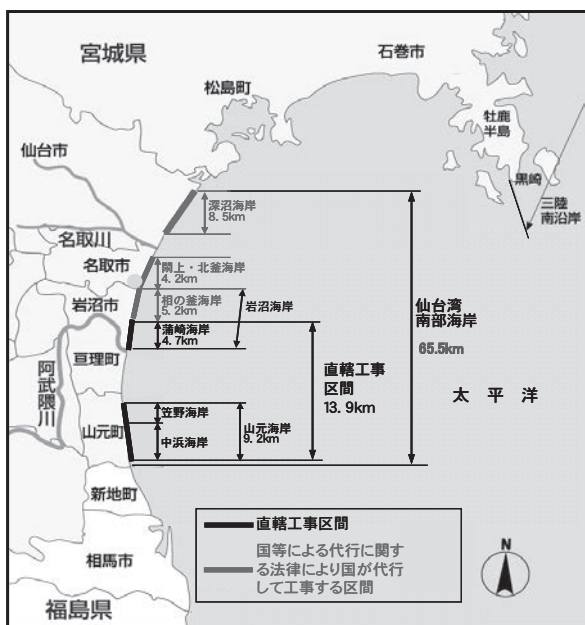 宮城県
石巻市
松島町
牡鹿
半島
仙台市
黒崎
三陸
南沿岸
深沼海岸
8.5km
名取川
名取市
閖上・北釜海岸
4.2km
相の釜海岸
5.2km
岩沼海岸
岩沼市
蒲崎海岸
4.7km
仙台湾
南部海岸
65.5km
亘理町
阿武隈川
直轄工事
区間
13.9km
太平洋
笠野海岸
山元町
中浜海岸
山元海岸
9.2km
新地町
相馬市
福島県
直轄工事区間
国等による代行に関す
る法律により国が代行
して工事する区間
N